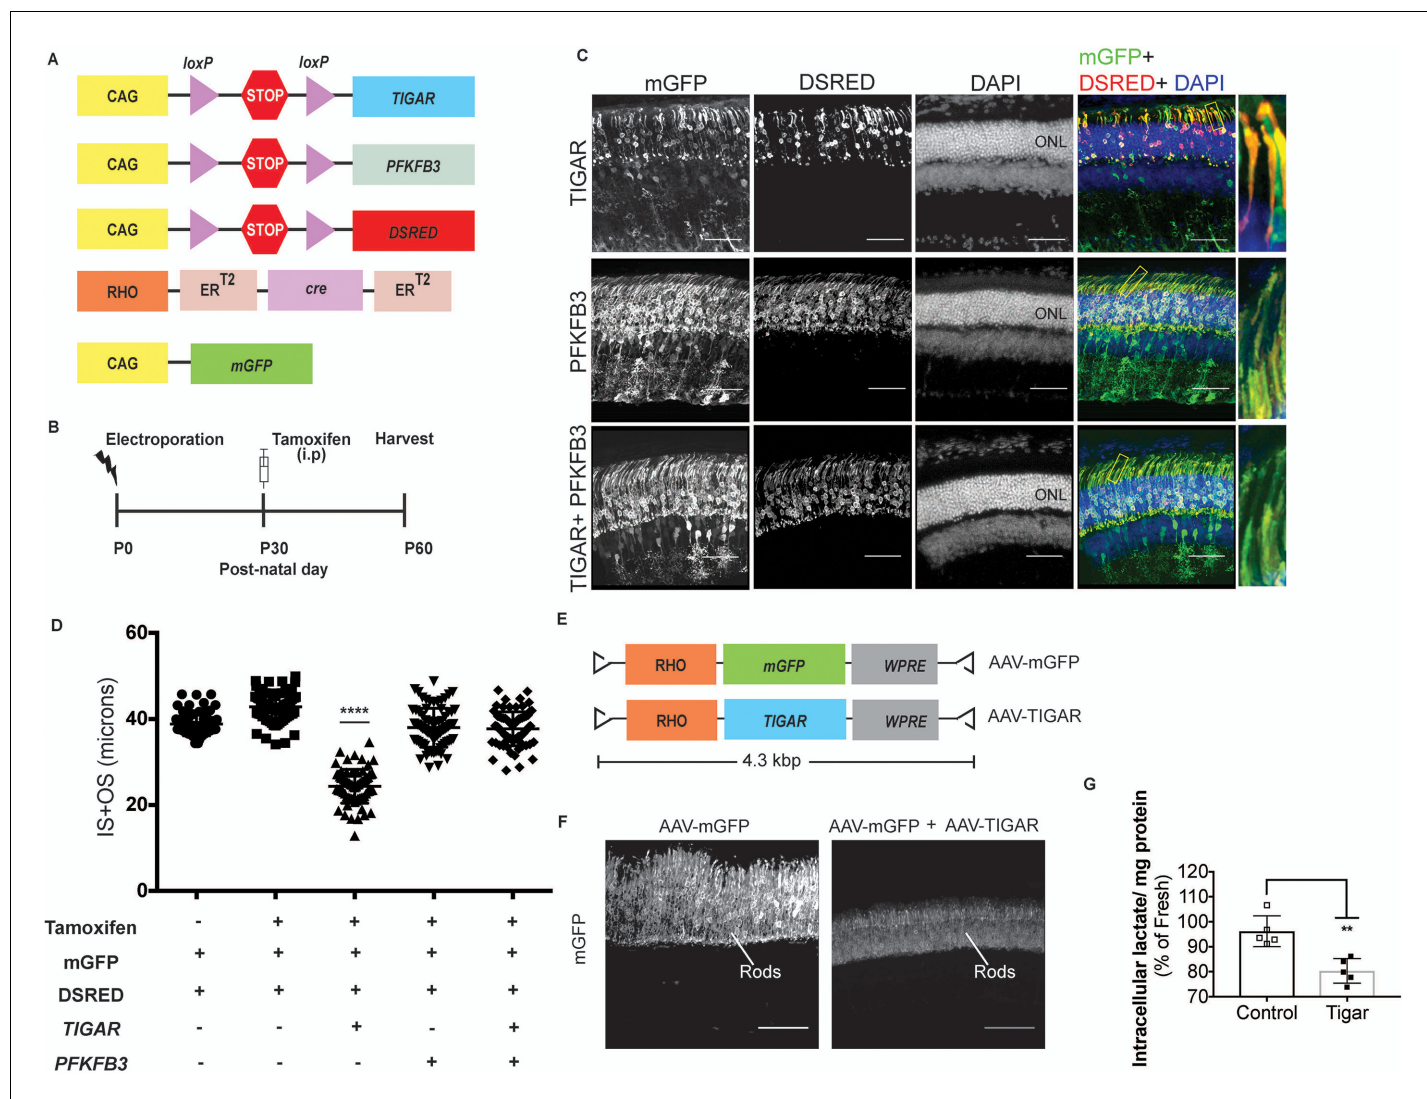 A
loxP loxP
CAG STOP TIGAR
CAG STOP PFKFB3
CAG STOP DSRED
RHO ERT2 cre ERT2
CAG mGFP
B
Electroporation Tamoxifen Harvest
(i.p)
P0 P30 P60
Post-natal day
C
mGFP DSRED DAPI mGFP+
DSRED+ DAPI
TIGAR
ONL
PFKFB3
ONL
TIGAR+ PFKFB3
ONL
D
IS+OS (microns)
60
40
20
0
****
Tamoxifen - + + + +
mGFP + + + + +
DSRED + + + + +
TIGAR - - + - +
PFKFB3 - - - + +
E
RHO mGFP WPRE AAV-mGFP
RHO TIGAR WPRE AAV-TIGAR
4.3 kbp
F
AAV-mGFP AAV-mGFP + AAV-TIGAR
mGFP
Rods Rods
G
Intracellular lactate/ mg protein
(% of Fresh)
120
110
100
90
80
70
**
Control Tigar